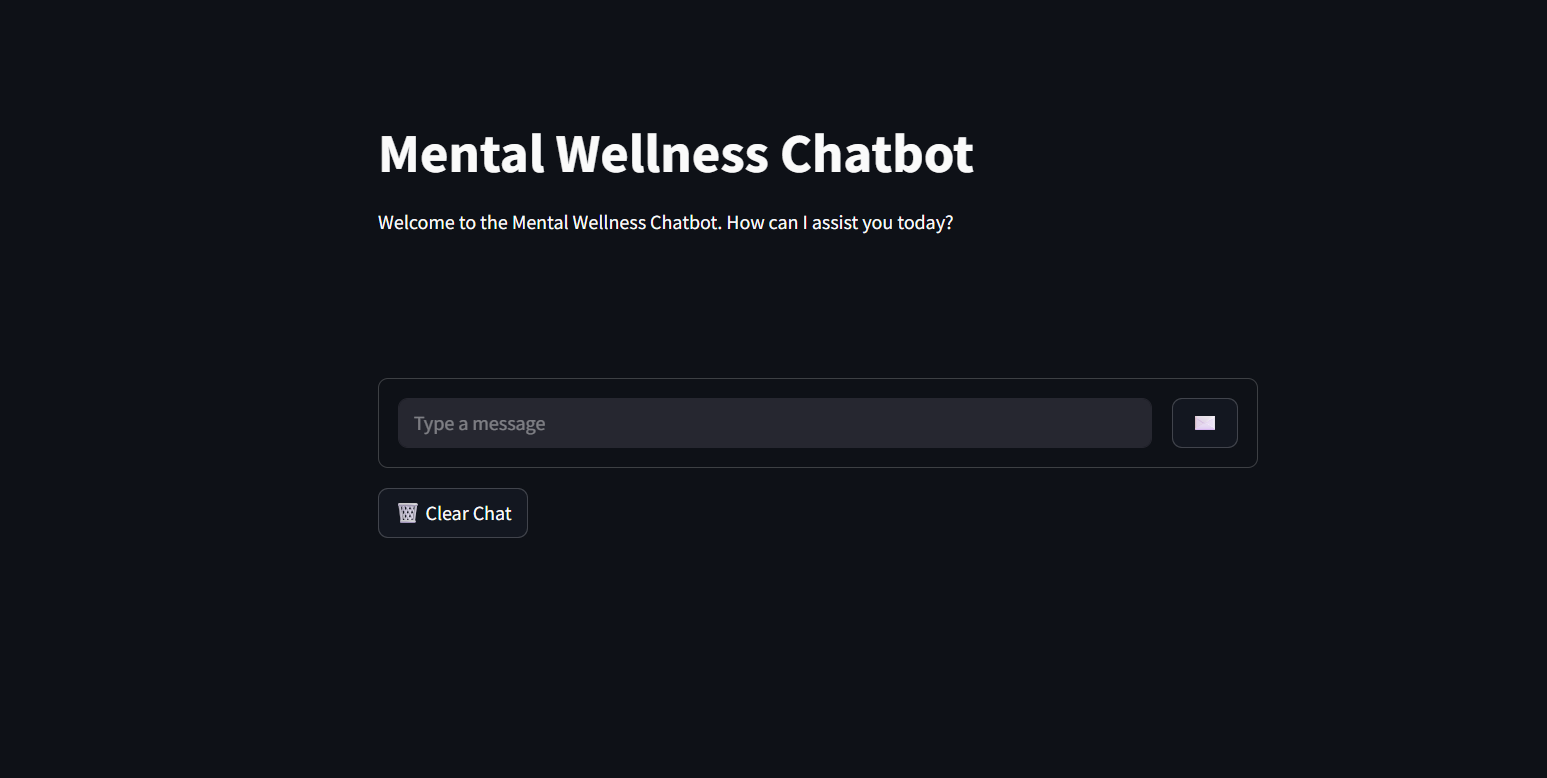 Mental Wellness Chatbot
Welcome to the Mental Wellness Chatbot. How can I assist you today?
Type a message
Clear Chat